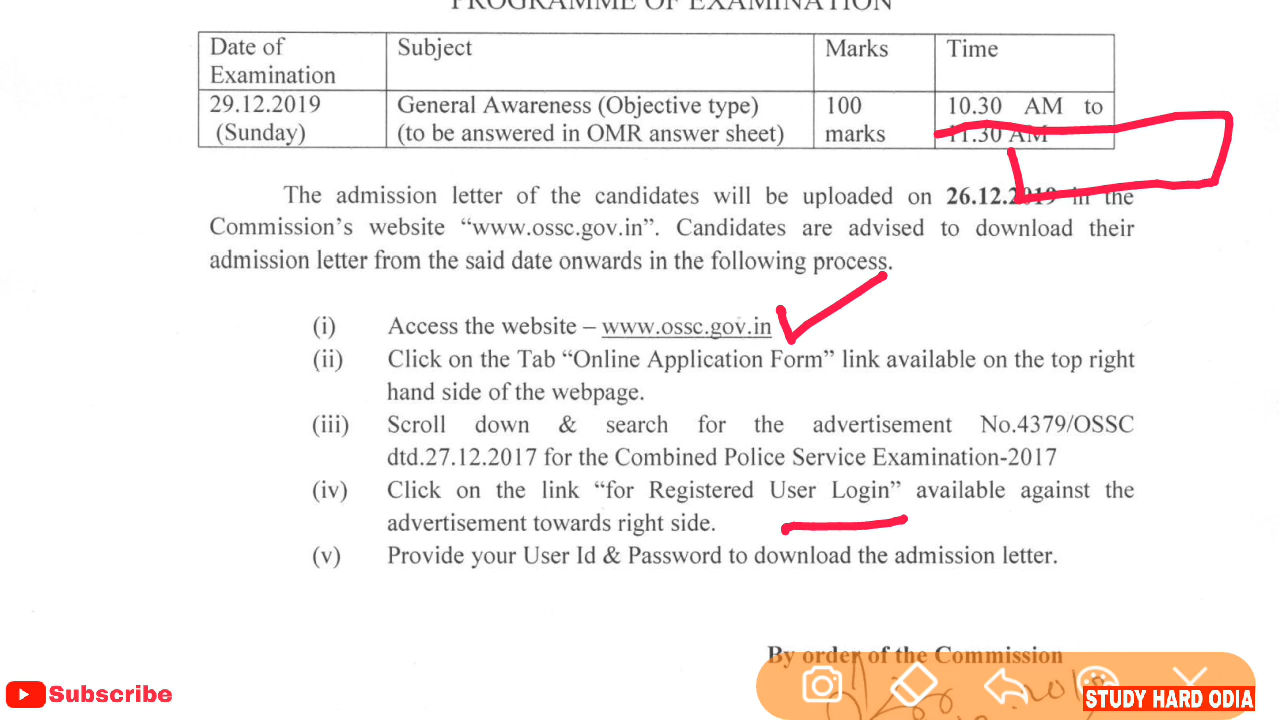 PROGRAMME OF EXAMINATION
Date of Examination Subject Marks Time
29.12.2019 (Sunday) General Awareness (Objective type) (to be answered in OMR answer sheet) 100 marks 10.30 AM to 11.30 AM
The admission letter of the candidates will be uploaded on 26.12.2019 in the
Commission's website "www.ossc.gov.in". Candidates are advised to download their
admission letter from the said date onwards in the following process.
(i) Access the website – www.ossc.gov.in
(ii) Click on the Tab "Online Application Form" link available on the top right
hand side of the webpage.
(iii) Scroll down & search for the advertisement No.4379/OSSC
dtd.27.12.2017 for the Combined Police Service Examination-2017
(iv) Click on the link "for Registered User Login" available against the
advertisement towards right side.
(v) Provide your User Id & Password to download the admission letter.
By order of the Commission
Subscribe
STUDY HARD ODIA